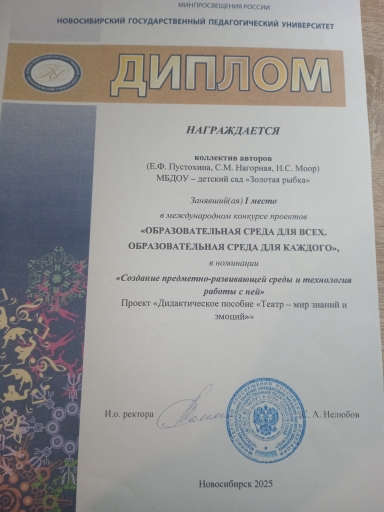 МИНПРОСВЕЩЕНИЯ РОССИИ
НОВОСИБИРСКИЙ ГОСУДАРСТВЕННЫЙ ПЕДАГОГИЧЕСКИЙ УНИВЕРСИТЕТ
ДИПЛОМ
НАГРАЖДАЕТСЯ
коллектив авторов
(Е.Ф. Пустохина, С.М. Нагорная, Н.С. Моор)
МБДОУ – детский сад «Золотая рыбка»
Занявший(ая) I место
в международном конкурсе проектов
«ОБРАЗОВАТЕЛЬНАЯ СРЕДА ДЛЯ ВСЕХ.
ОБРАЗОВАТЕЛЬНАЯ СРЕДА ДЛЯ КАЖДОГО»,
в номинации
«Создание предметно-развивающей среды и технология
работы с ней»
Проект «Дидактическое пособие «Театр – мир знаний и
эмоций»»
И.о. ректора А. Нелюбов
Новосибирск 2025